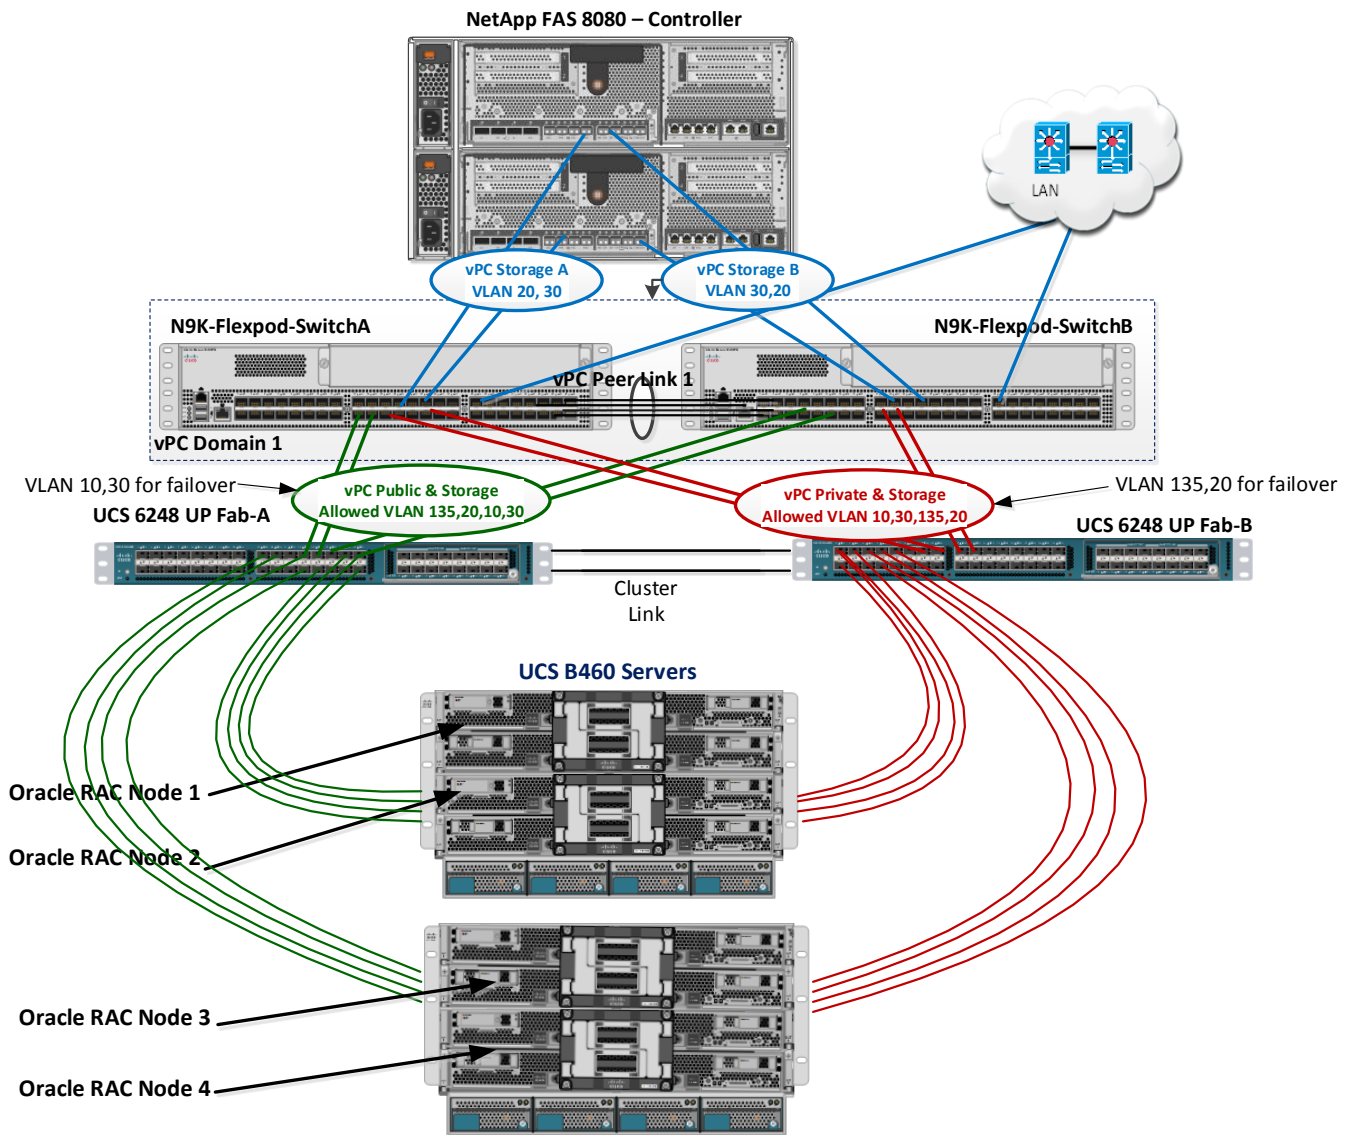 NetApp FAS 8080 – Controller
LAN
vPC Storage A
VLAN 20, 30
vPC Storage B
VLAN 30,20
N9K-Flexpod-SwitchA
N9K-Flexpod-SwitchB
vPC Peer Link 1
vPC Domain 1
VLAN 10,30 for failover
vPC Public & Storage
Allowed VLAN 135,20,10,30
vPC Private & Storage
Allowed VLAN 10,30,135,20
VLAN 135,20 for failover
UCS 6248 UP Fab-A
UCS 6248 UP Fab-B
Cluster
Link
UCS B460 Servers
Oracle RAC Node 1
Oracle RAC Node 2
Oracle RAC Node 3
Oracle RAC Node 4